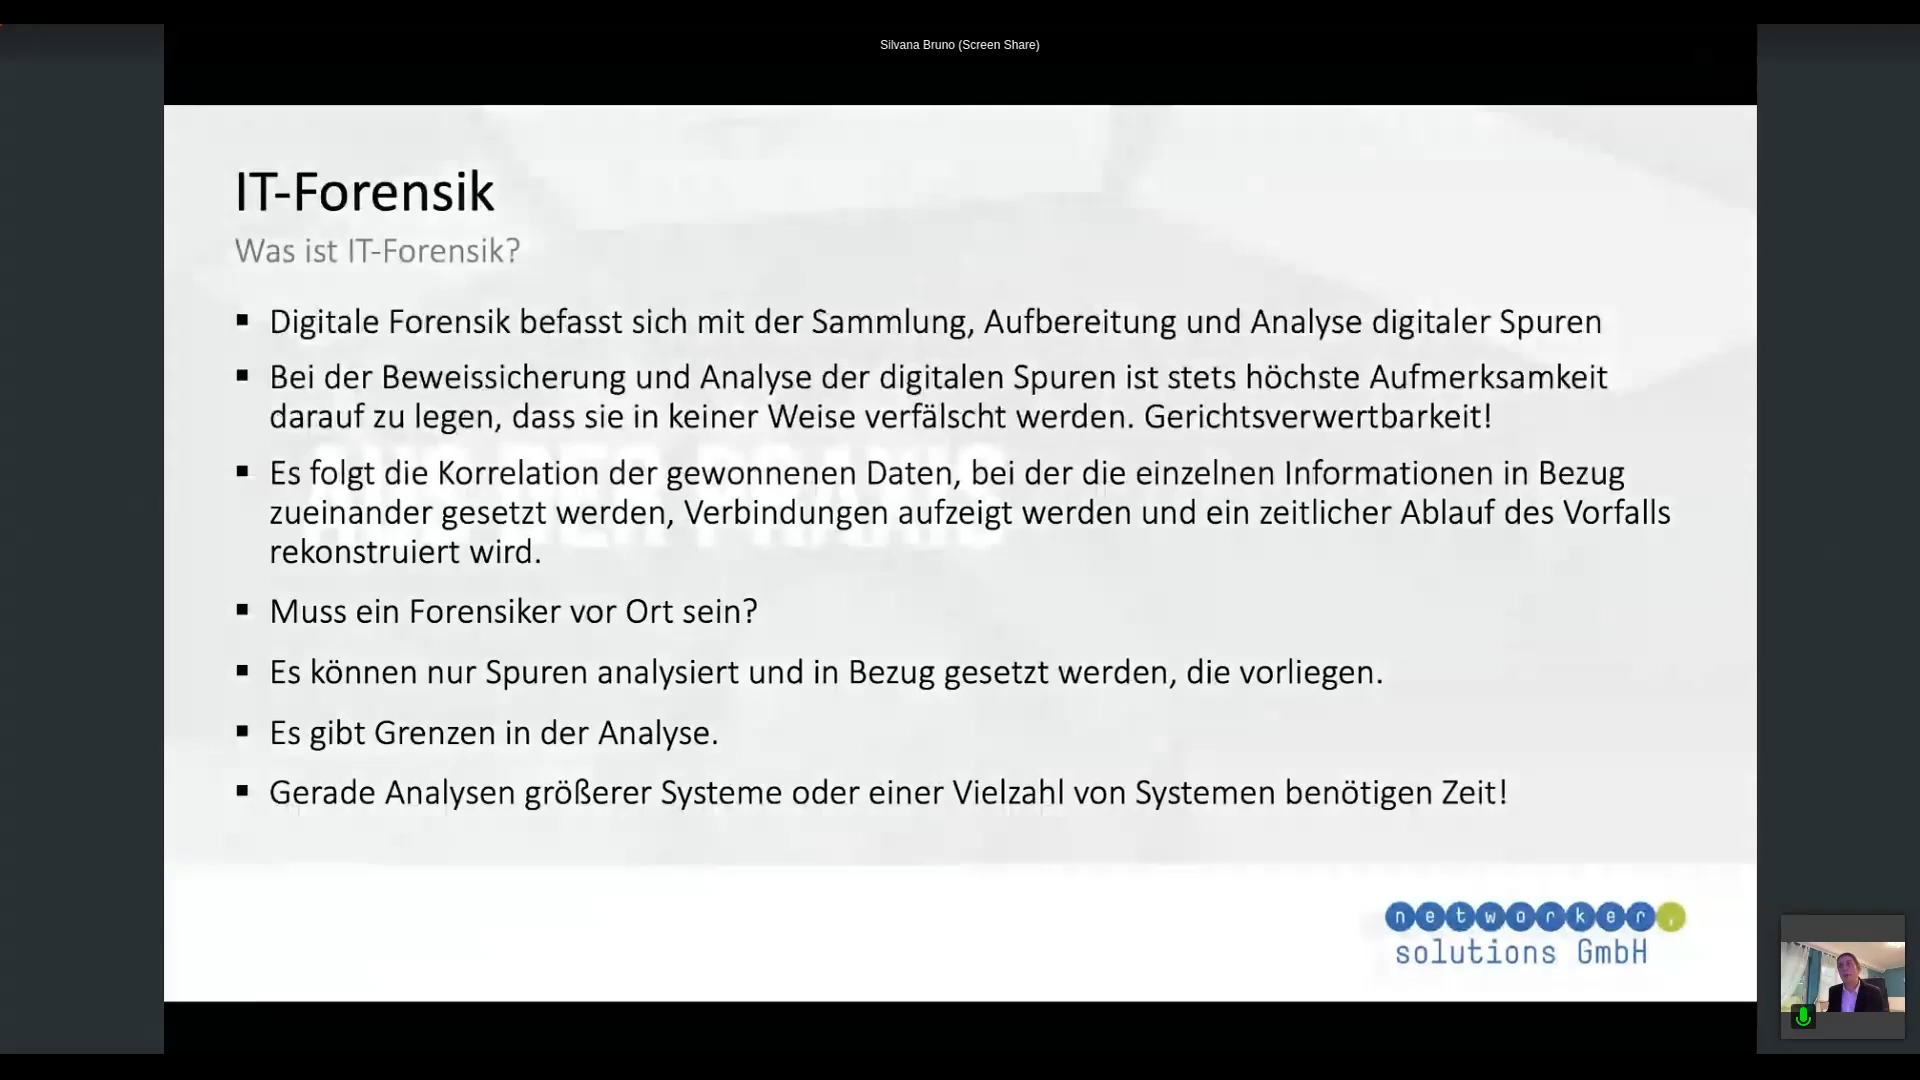 Silvana Bruno (Screen Share)
IT-Forensik
Was ist IT-Forensik?
▪ Digitale Forensik befasst sich mit der Sammlung, Aufbereitung und Analyse digitaler Spuren
▪ Bei der Beweissicherung und Analyse der digitalen Spuren ist stets höchste Aufmerksamkeit
darauf zu legen, dass sie in keiner Weise verfälscht werden. Gerichtsverwertbarkeit!
▪ Es folgt die Korrelation der gewonnenen Daten, bei der die einzelnen Informationen in Bezug
zueinander gesetzt werden, Verbindungen aufzeigt werden und ein zeitlicher Ablauf des Vorfalls
rekonstruiert wird.
▪ Muss ein Forensiker vor Ort sein?
▪ Es können nur Spuren analysiert und in Bezug gesetzt werden, die vorliegen.
▪ Es gibt Grenzen in der Analyse.
▪ Gerade Analysen größerer Systeme oder einer Vielzahl von Systemen benötigen Zeit!
AUS DER PRAXIS
networker,
solutions GmbH